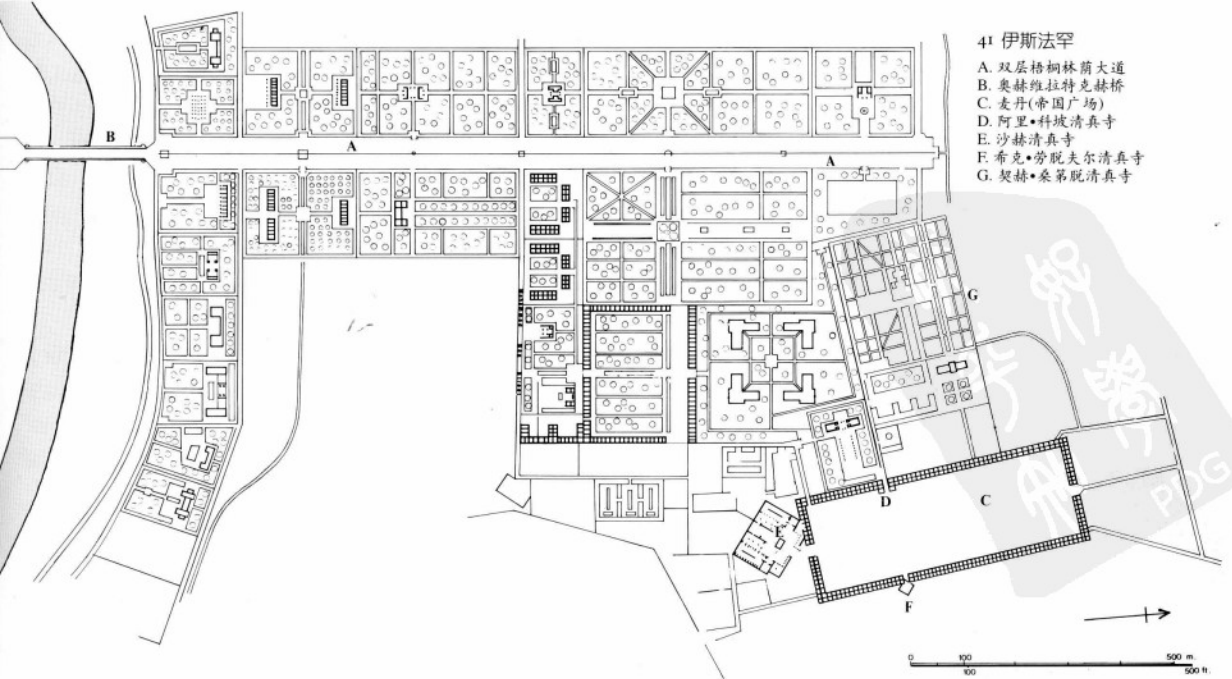 41 伊斯法罕
A. 双层梧桐林荫大道
B. 奥赫维拉特克赫桥
C. 麦丹(帝国广场)
D. 阿里•科坡清真寺
E. 沙赫清真寺
F. 希克•劳脱夫尔清真寺
G. 契赫•桑第脱清真寺
B
A
A
G
D
C
E
F
PDG
0 100 500 m.
100 500 ft.